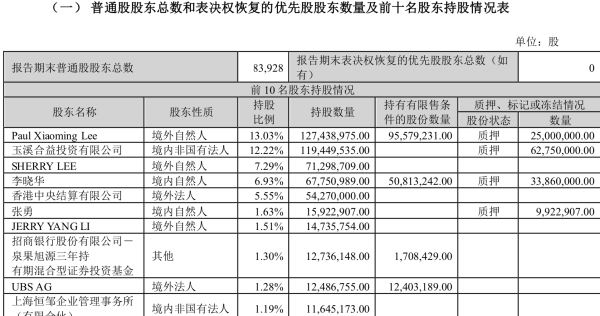 （一） 普通股股东总数和表决权恢复的优先股股东数量及前十名股东持股情况表
单位：股
报告期末普通股股东总数 83,928 报告期末表决权恢复的优先股股东总数（如有） 0
前 10 名股东持股情况
股东名称 股东性质 持股比例 持股数量 持有有限售条件的股份数量 质押、标记或冻结情况
股份状态 数量
Paul Xiaoming Lee 境外自然人 13.03% 127,438,975.00 95,579,231.00 质押 25,000,000.00
玉溪合益投资有限公司 境内非国有法人 12.22% 119,449,535.00 质押 62,750,000.00
SHERRY LEE 境外自然人 7.29% 71,298,709.00
李晓华 境内自然人 6.93% 67,750,989.00 50,813,242.00 质押 33,860,000.00
香港中央结算有限公司 境外法人 5.55% 54,270,000.00
张勇 境内自然人 1.63% 15,922,907.00 质押 9,922,907.00
JERRY YANG LI 境外自然人 1.51% 14,735,754.00
招商银行股份有限公司－
泉果旭源三年持
有期混合型证券投资基金 其他 1.30% 12,736,148.00 1,708,429.00
UBS AG 境外法人 1.28% 12,486,755.00 12,403,189.00
上海恒邹企业管理事务所
（有限合伙） 境内非国有法人 1.19% 11,645,173.00